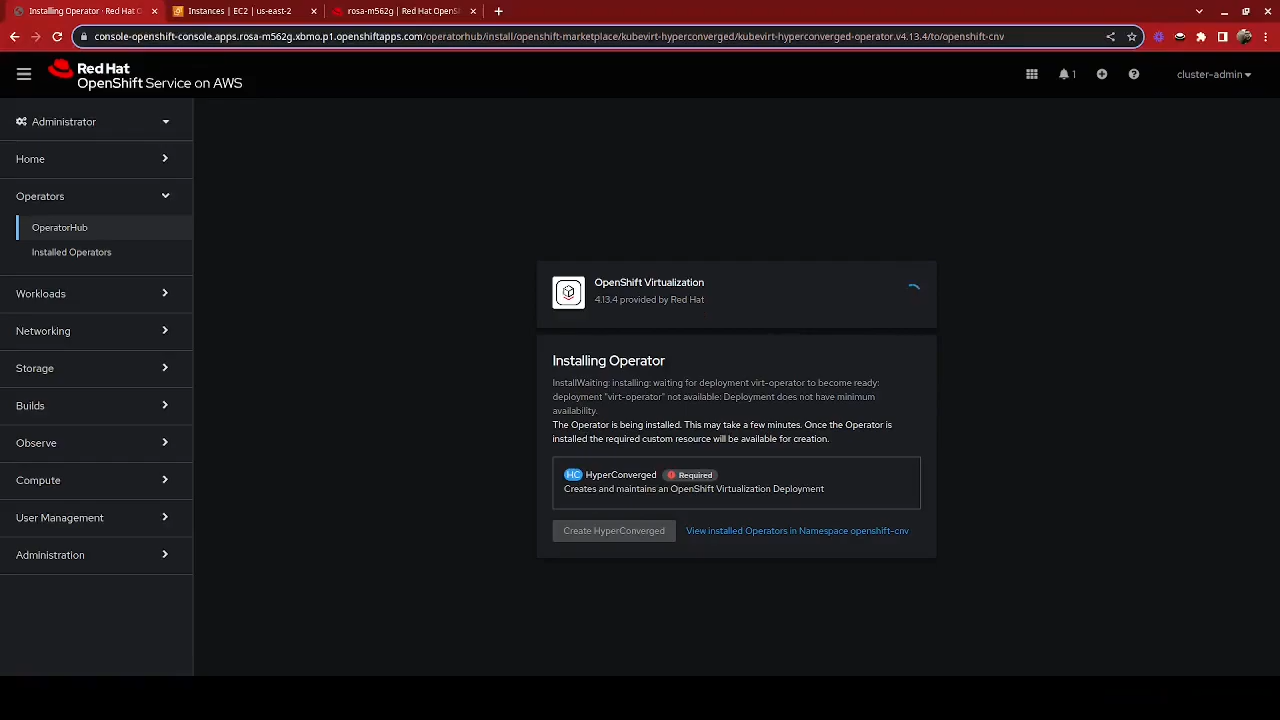 Installing Operator · Red Hat O
Instances | EC2 | us-east-2
rosa-m562g | Red Hat OpenSh
console-openshift-console.apps.rosa-m562g.xbmo.p1.openshiftapps.com/operatorhub/install/openshift-marketplace/kubevirt-hyperconverged/kubevirt-hyperconverged-operator.v4.13.4/to/openshift-cnv
Red Hat
OpenShift Service on AWS
1
cluster-admin
Administrator
Home
Operators
OperatorHub
Installed Operators
Workloads
Networking
Storage
Builds
Observe
Compute
User Management
Administration
OpenShift Virtualization
4.13.4 provided by Red Hat
Installing Operator
InstallWaiting: installing: waiting for deployment virt-operator to become ready:
deployment "virt-operator" not available: Deployment does not have minimum
availability.
The Operator is being installed. This may take a few minutes. Once the Operator is
installed the required custom resource will be available for creation.
HC HyperConverged Required
Creates and maintains an OpenShift Virtualization Deployment
Create HyperConverged View installed Operators in Namespace openshift-cnv